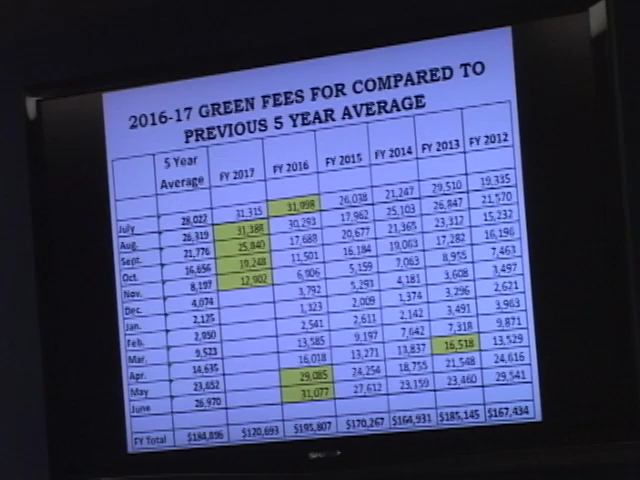 2016-17 GREEN FEES FOR COMPARED TO
PREVIOUS 5 YEAR AVERAGE
5 Year Average FY 2017 FY 2016 FY 2015 FY 2014 FY 2013 FY 2012
July 28,022 31,315 31,998 26,038 21,247 29,510 19,335
Aug. 26,319 31,388 30,293 17,962 25,103 26,847 21,570
Sept. 21,776 25,840 17,688 20,677 21,365 23,312 15,232
Oct. 16,656 19,248 11,501 16,184 19,063 17,282 16,196
Nov. 8,197 12,902 6,906 5,159 7,063 8,955 7,463
Dec. 4,074 3,792 5,293 4,181 3,608 3,497
Jan. 2,125 1,323 2,009 1,374 3,296 2,621
Feb. 2,950 2,541 2,611 2,142 3,491 3,963
Mar. 9,523 13,585 9,197 7,642 7,318 9,871
Apr. 14,635 16,018 13,271 13,837 16,518 13,529
May 23,652 29,085 24,254 18,755 21,548 24,616
June 26,970 31,077 27,612 23,159 23,460 29,541
FY Total $184,896 $120,693 $195,807 $170,267 $164,931 $185,145 $167,434
SHARP